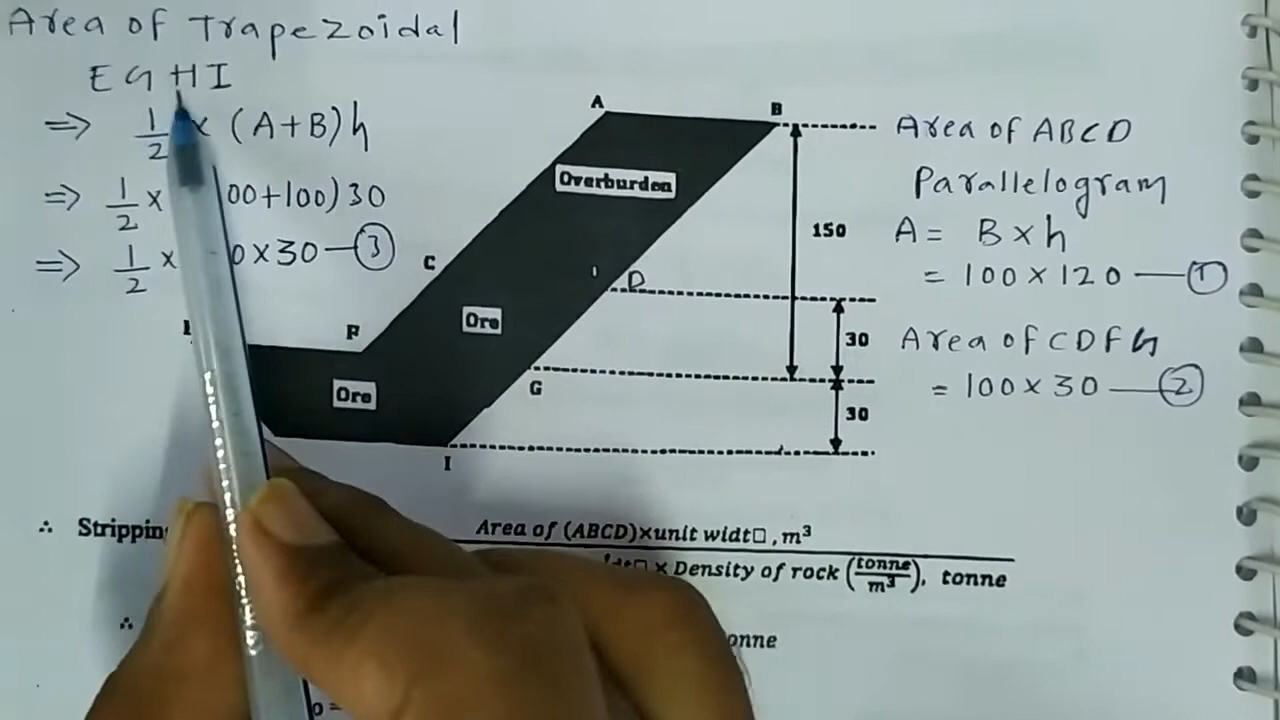 Area of Trapezoidal
EGHI
⇒ 1/2 × (A+B)h
⇒ 1/2 × 00+100)30
⇒ 1/2 × 0×30 — ③
A
B
Overburden
C
D
150
Ore
F
30
Ore
G
30
I
Area of ABCD
Parallelogram
A = B×h
= 100×120 — ①
Area of CDFG
= 100×30 — ②
∴ Area of (ABCD)×unit widt□ , m³
× Density of rock (tonne/m³), tonne
∴